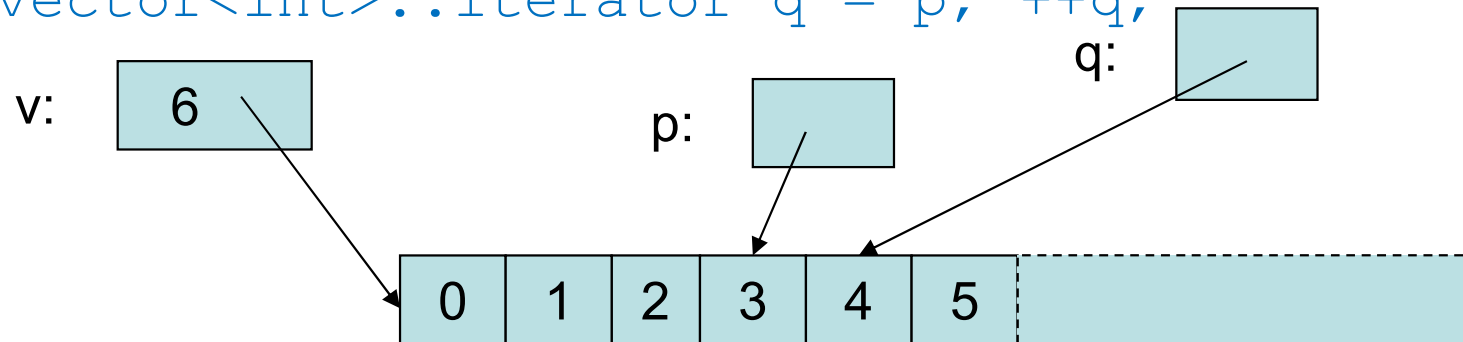 vector<int>::iterator q = p; ++q;
q:
v: 6
p:
0 1 2 3 4 5